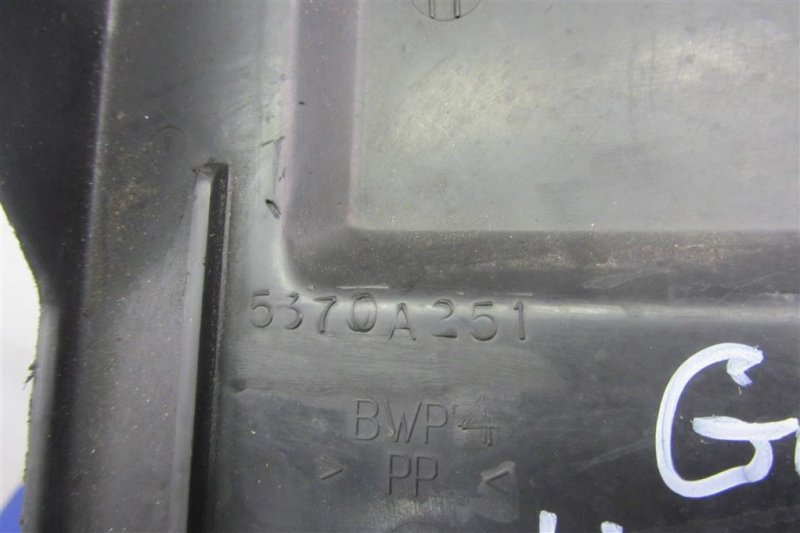 5370A251
BWP4
> PP <
G